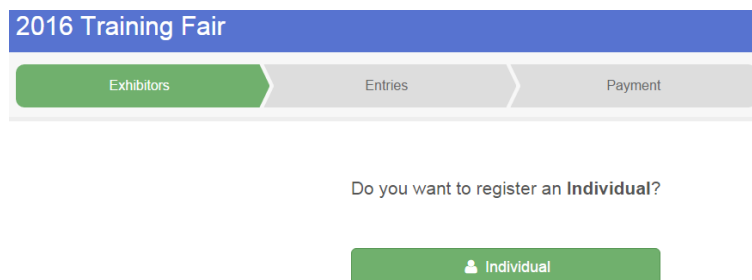 2016 Training Fair
Exhibitors Entries Payment
Do you want to register an Individual?
Individual